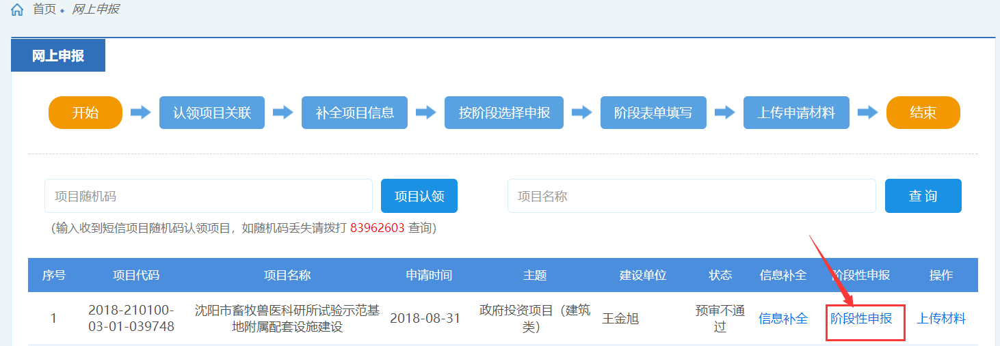 首页 • 网上申报
网上申报
开始 认领项目关联 补全项目信息 按阶段选择申报 阶段表单填写 上传申请材料 结束
项目随机码 项目认领 项目名称 查 询
(输入收到短信项目随机码认领项目，如随机码丢失请拨打 83962603 查询)
序号 项目代码 项目名称 申请时间 主题 建设单位 状态 信息补全 阶段性申报 操作
2018-210100- 沈阳市畜牧兽医科研所试验示范基 政府投资项目（建筑 预审不通
1 2018-08-31 王金旭 信息补全 阶段性申报 上传材料
03-01-039748 地附属配套设施建设 类） 过